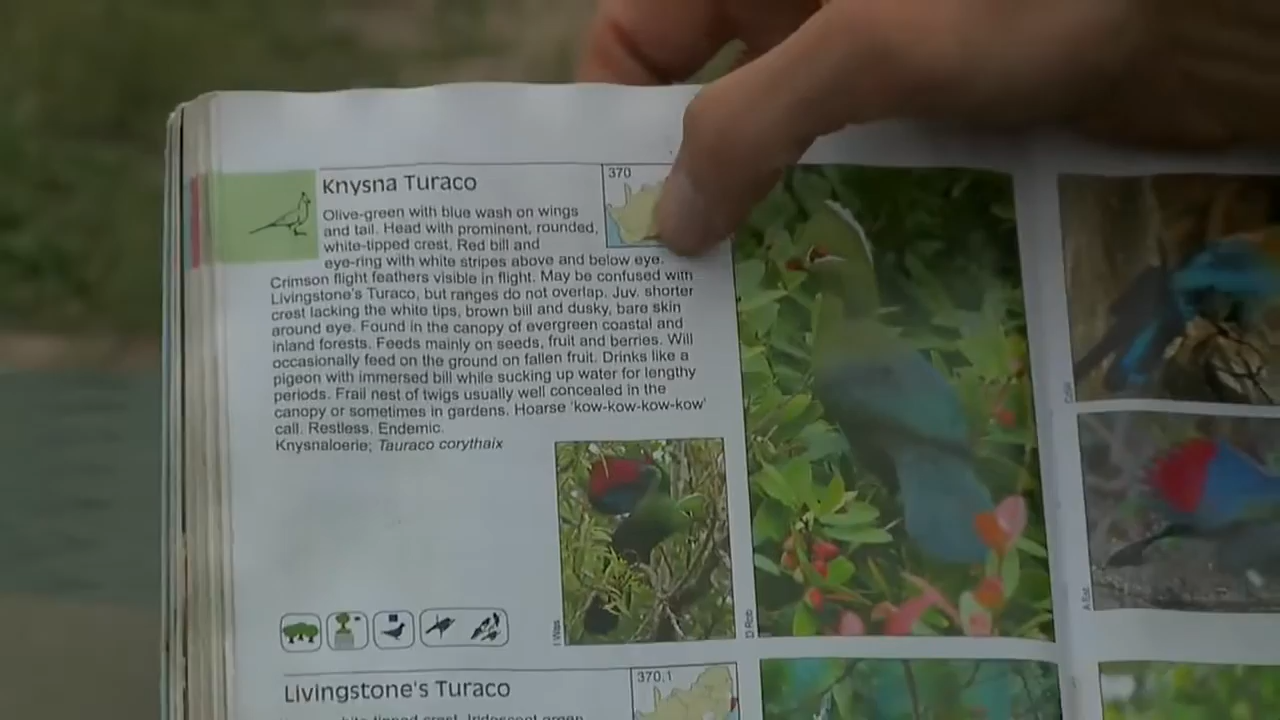 Knysna Turaco
370
Olive-green with blue wash on wings
and tail. Head with prominent, rounded,
white-tipped crest. Red bill and
eye-ring with white stripes above and below eye.
Crimson flight feathers visible in flight. May be confused with
Livingstone's Turaco, but ranges do not overlap. Juv. shorter
crest lacking the white tips, brown bill and dusky, bare skin
around eye. Found in the canopy of evergreen coastal and
inland forests. Feeds mainly on seeds, fruit and berries. Will
occasionally feed on the ground on fallen fruit. Drinks like a
pigeon with immersed bill while sucking up water for lengthy
periods. Frail nest of twigs usually well concealed in the
canopy or sometimes in gardens. Hoarse 'kow-kow-kow-kow'
call. Restless. Endemic.
Knysnaloerie; Tauraco corythaix
Livingstone's Turaco
370.1
white-tipped crest. Iridescent green